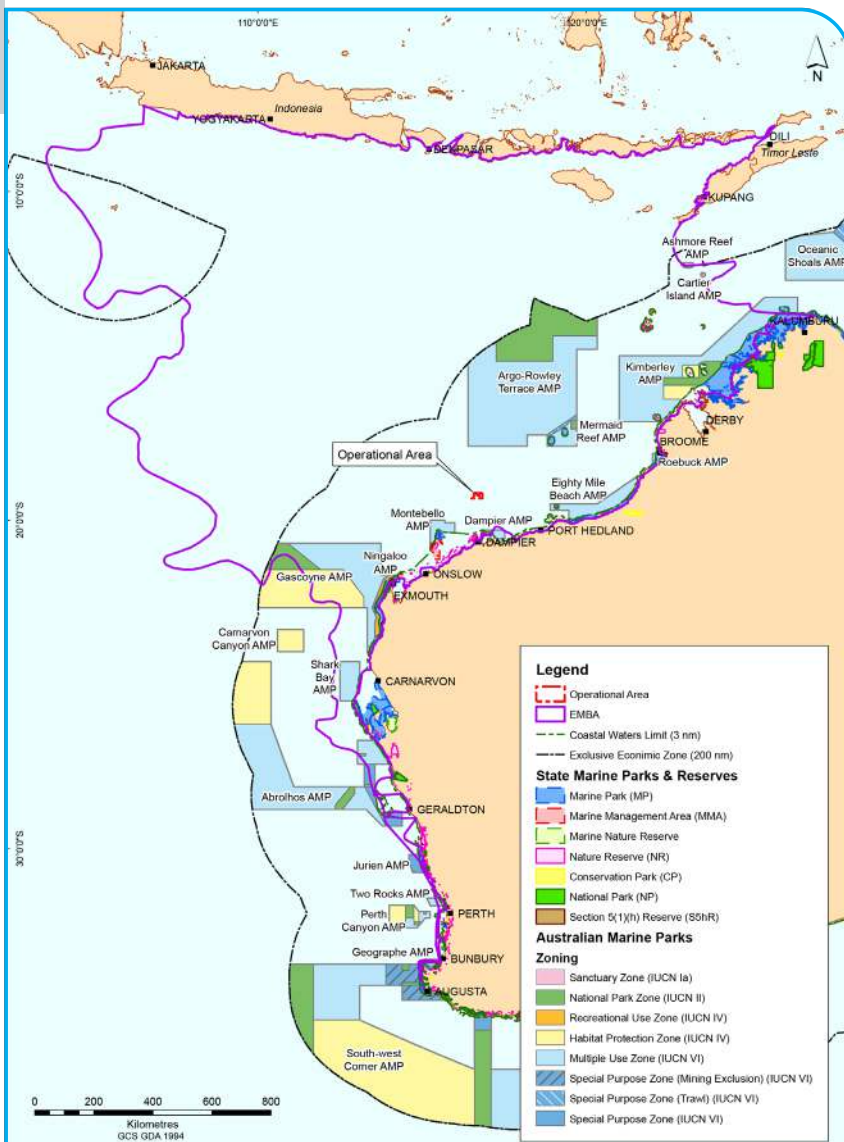 110°0'0"E
120°0'0"E
JAKARTA
N
YOGYAKARTA
Indonesia
DENPASAR
DILI
Timor Leste
10°0'0"S
KUPANG
Ashmore Reef
AMP
Oceanic
Shoals AMP
Cartier
Island AMP
KALUMBURU
Argo-Rowley
Terrace AMP
Kimberley
AMP
Mermaid
Reef AMP
DERBY
BROOME
Roebuck AMP
Operational Area
Eighty Mile
Beach AMP
Montebello
AMP
Dampier AMP
20°0'0"S
PORT HEDLAND
DAMPIER
Ningaloo
AMP
ONSLOW
Gascoyne AMP
EXMOUTH
Carnarvon
Canyon AMP
Shark
Bay
AMP
CARNARVON
Abrolhos AMP
GERALDTON
30°0'0"S
Jurien AMP
Two Rocks AMP
Perth
Canyon AMP
PERTH
Geographe AMP
BUNBURY
AUGUSTA
South-west
Corner AMP
Legend
Operational Area
EMBA
Coastal Waters Limit (3 nm)
Exclusive Econimic Zone (200 nm)
State Marine Parks & Reserves
Marine Park (MP)
Marine Management Area (MMA)
Marine Nature Reserve
Nature Reserve (NR)
Conservation Park (CP)
National Park (NP)
Section 5(1)(h) Reserve (S5hR)
Australian Marine Parks
Zoning
Sanctuary Zone (IUCN Ia)
National Park Zone (IUCN II)
Recreational Use Zone (IUCN IV)
Habitat Protection Zone (IUCN IV)
Multiple Use Zone (IUCN VI)
Special Purpose Zone (Mining Exclusion) (IUCN VI)
Special Purpose Zone (Trawl) (IUCN VI)
Special Purpose Zone (IUCN VI)
0 200 400 600 800
Kilometres
GCS GDA 1994